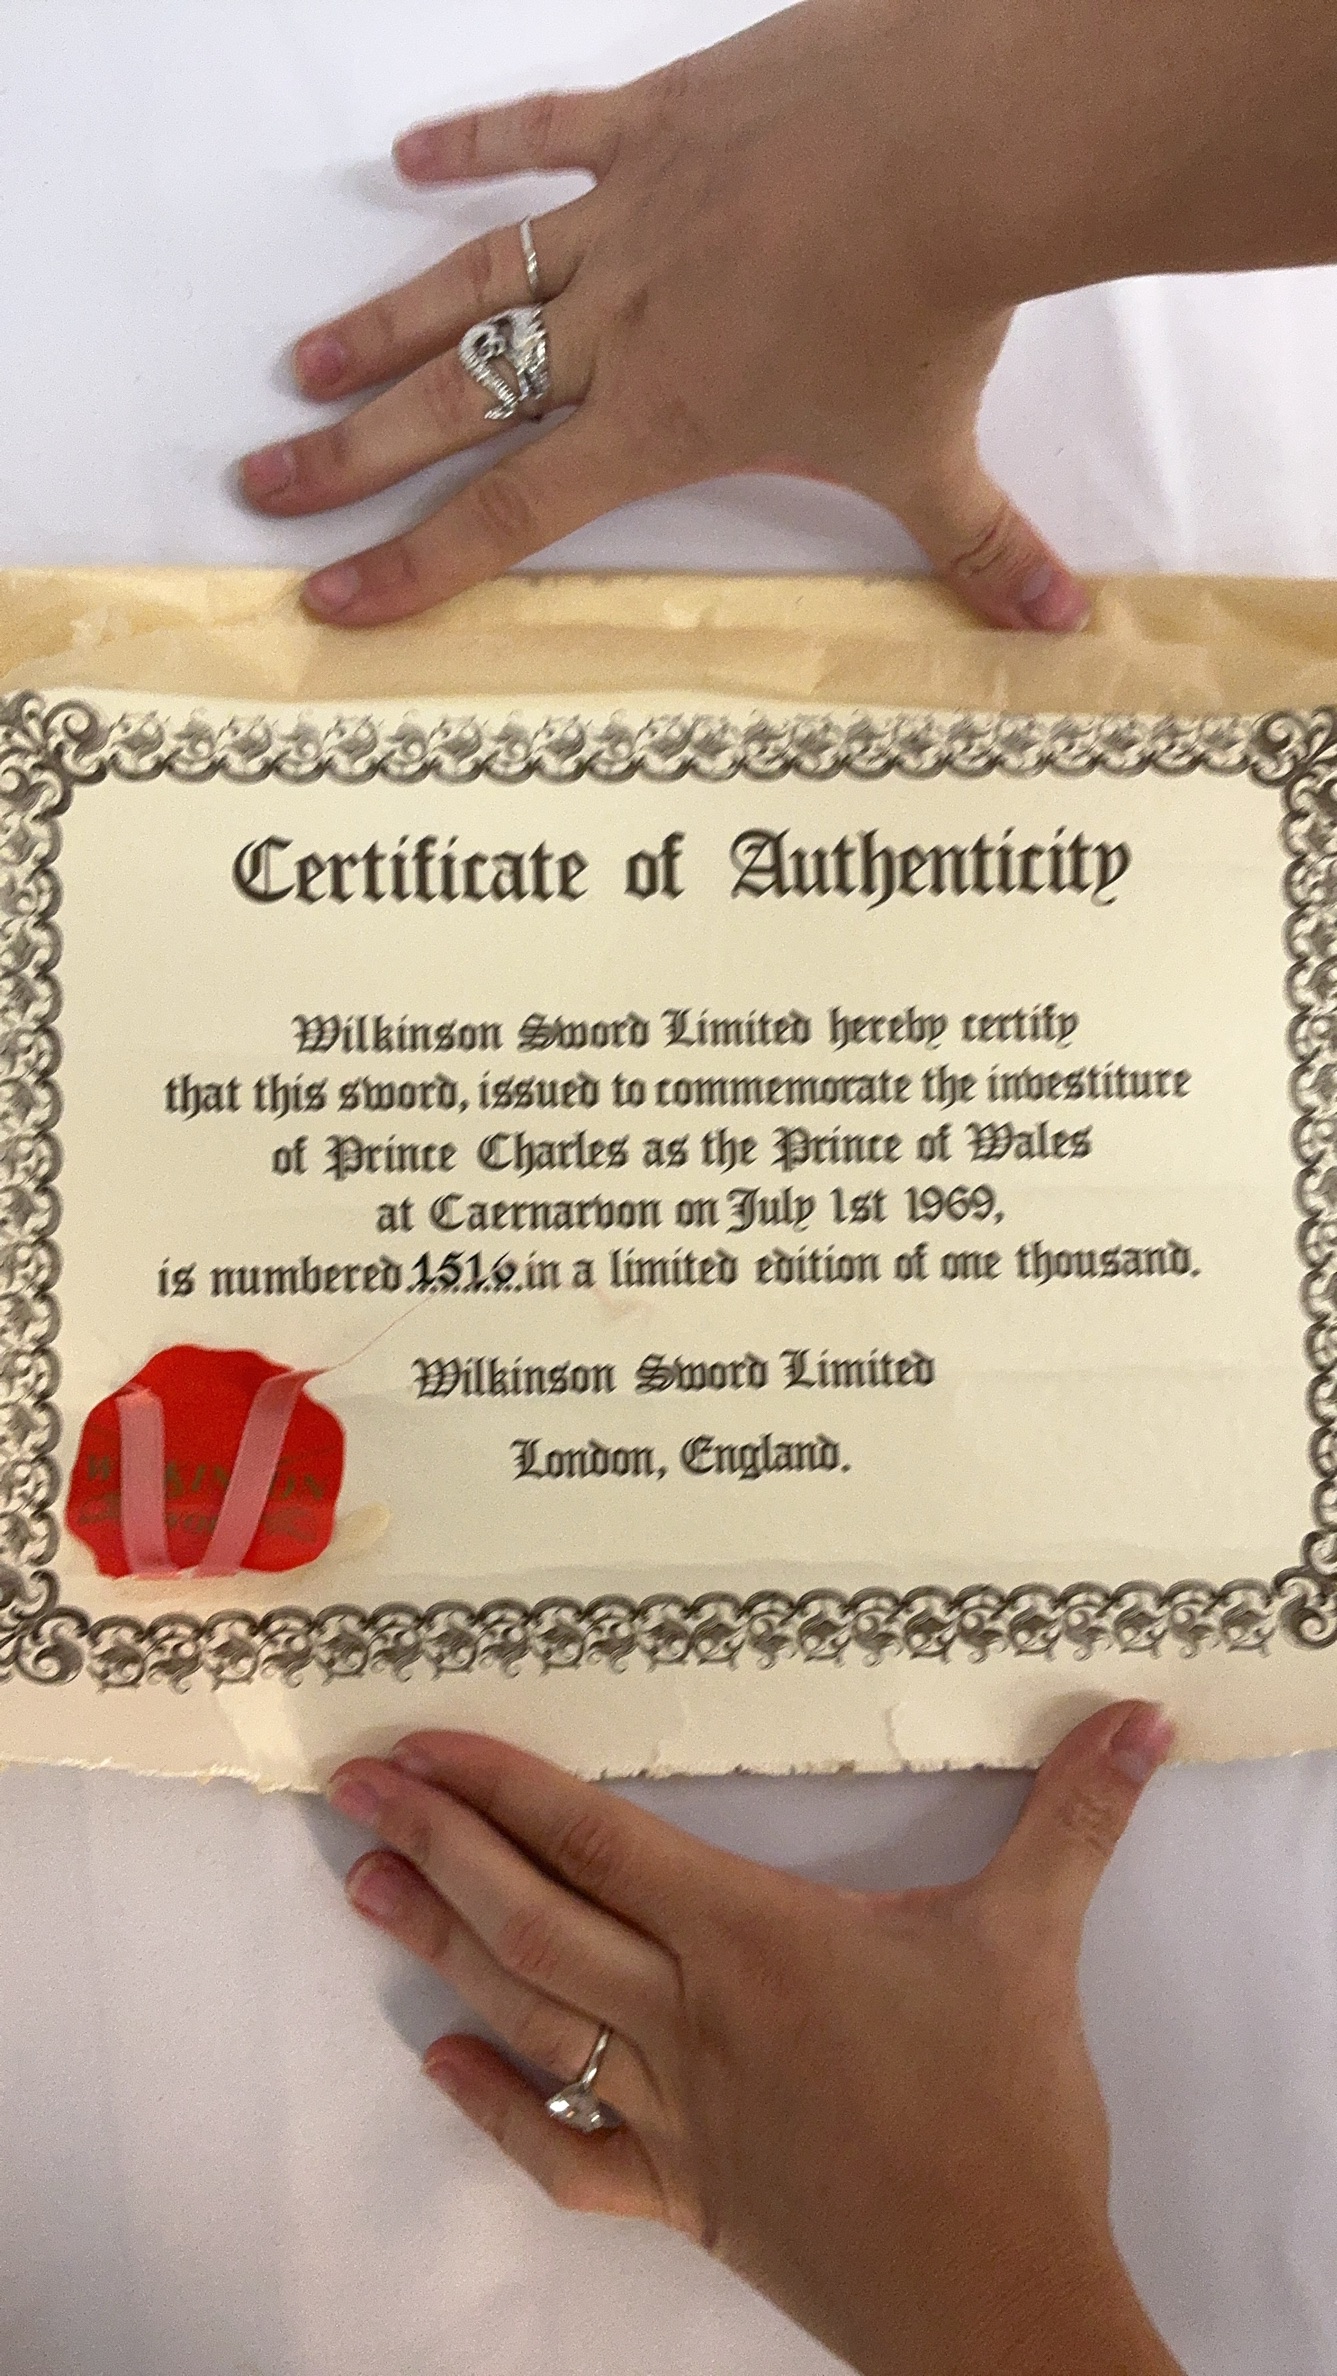 Certificate of Authenticity
Wilkinson Sword Limited hereby certify
that this sword, issued to commemorate the investiture
of Prince Charles as the Prince of Wales
at Caernarvon on July 1st 1969,
is numbered 1516 in a limited edition of one thousand.
Wilkinson Sword Limited
London, England.